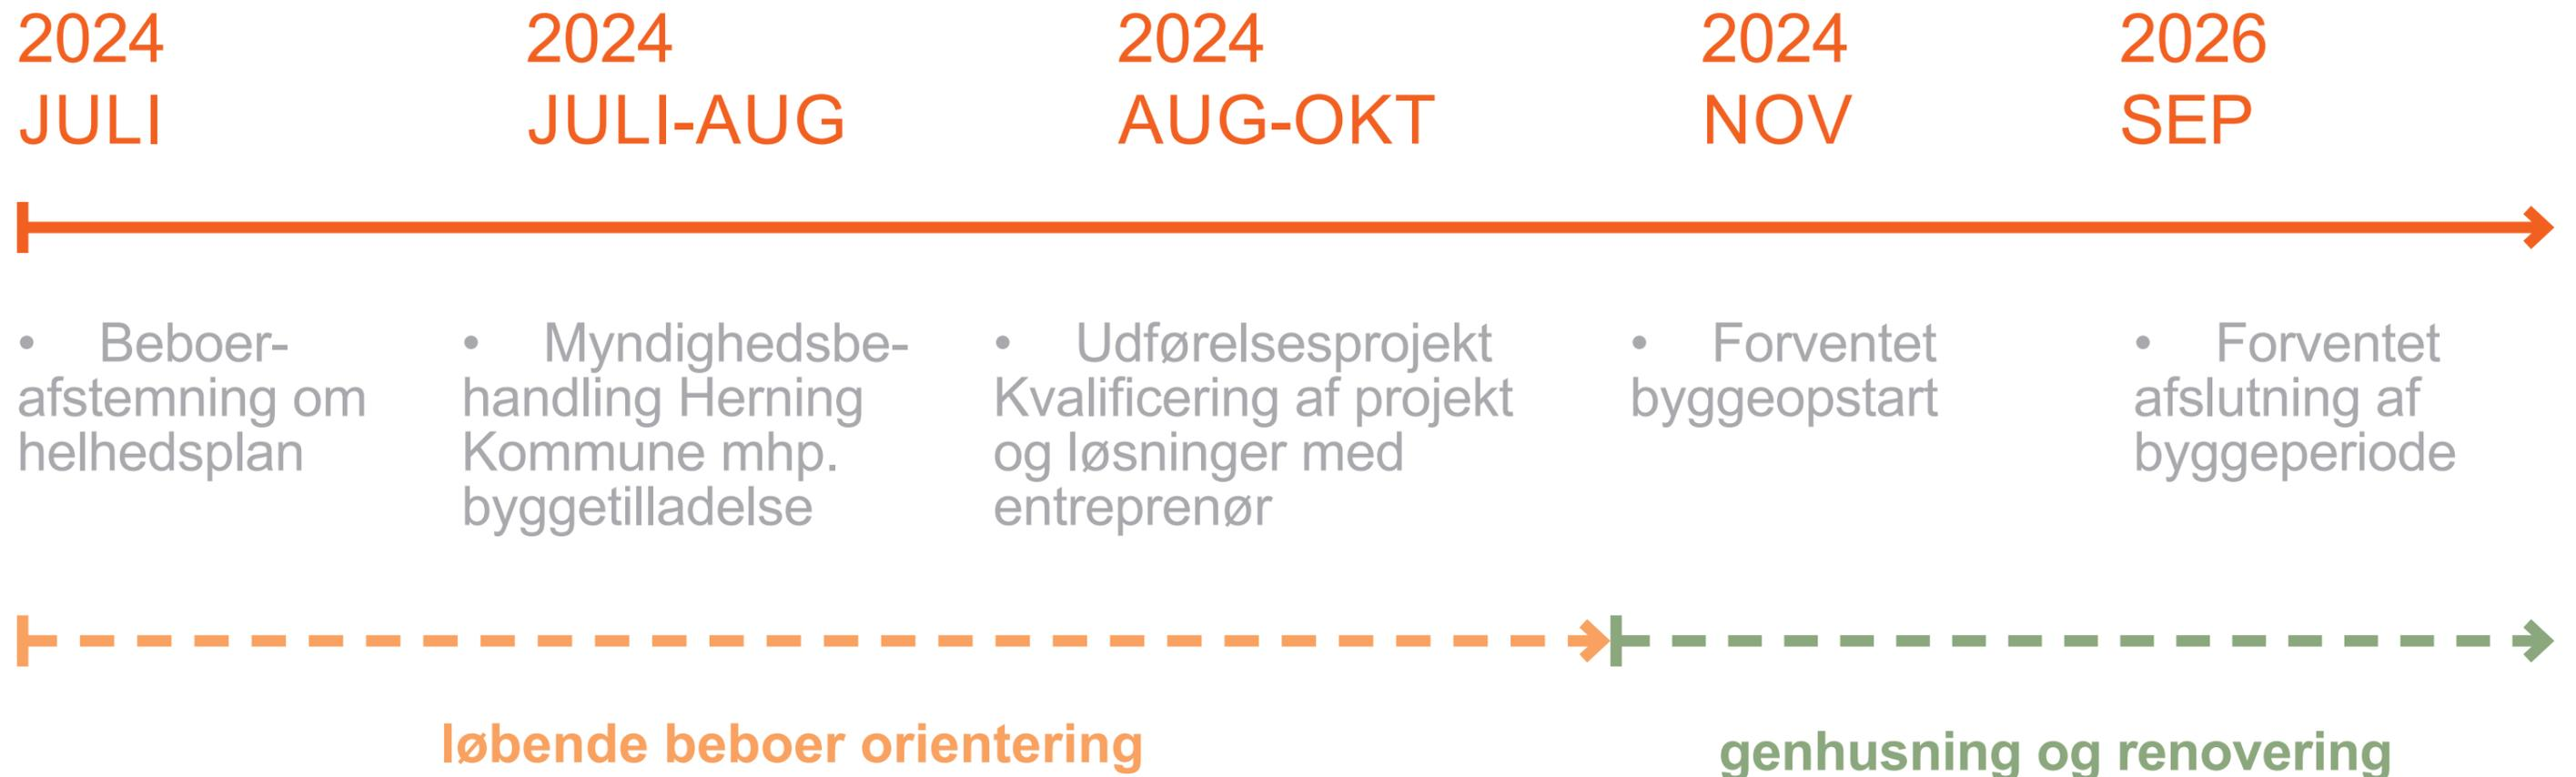 2024
JULI
2024
JULI-AUG
2024
AUG-OKT
2024
NOV
2026
SEP
• Beboer-
afstemning om
helhedsplan
• Myndighedsbe-
handling Herning
Kommune mhp.
byggetilladelse
• Udførelsesprojekt
Kvalificering af projekt
og løsninger med
entreprenør
• Forventet
byggeopstart
• Forventet
afslutning af
byggeperiode
løbende beboer orientering
genhusning og renovering